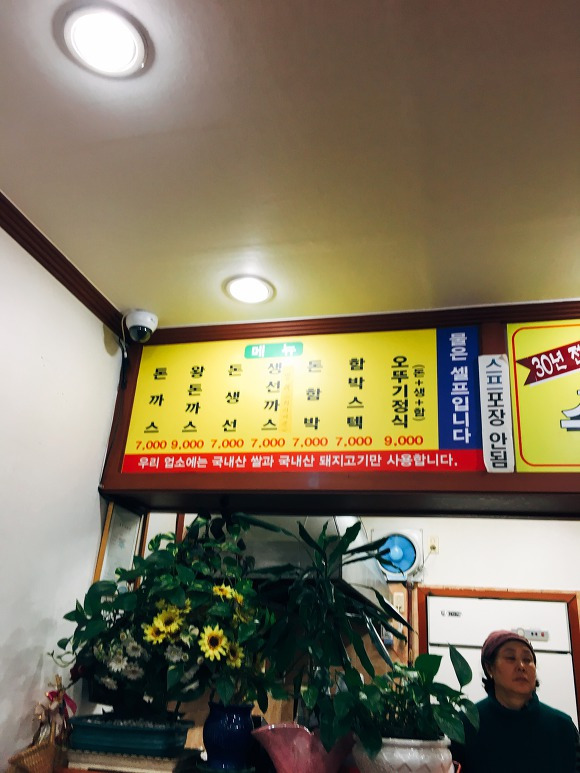 메 뉴
돈까스
왕돈까스
돈생선
생선까스
돈함박
함박스텍
오뚜기정식
(돈+생+함)
7,000 9,000 7,000 7,000 7,000 7,000 9,000
우리 업소에는 국내산 쌀과 국내산 돼지고기만 사용합니다.
물은 셀프입니다
스프포장 안됨
30년 전